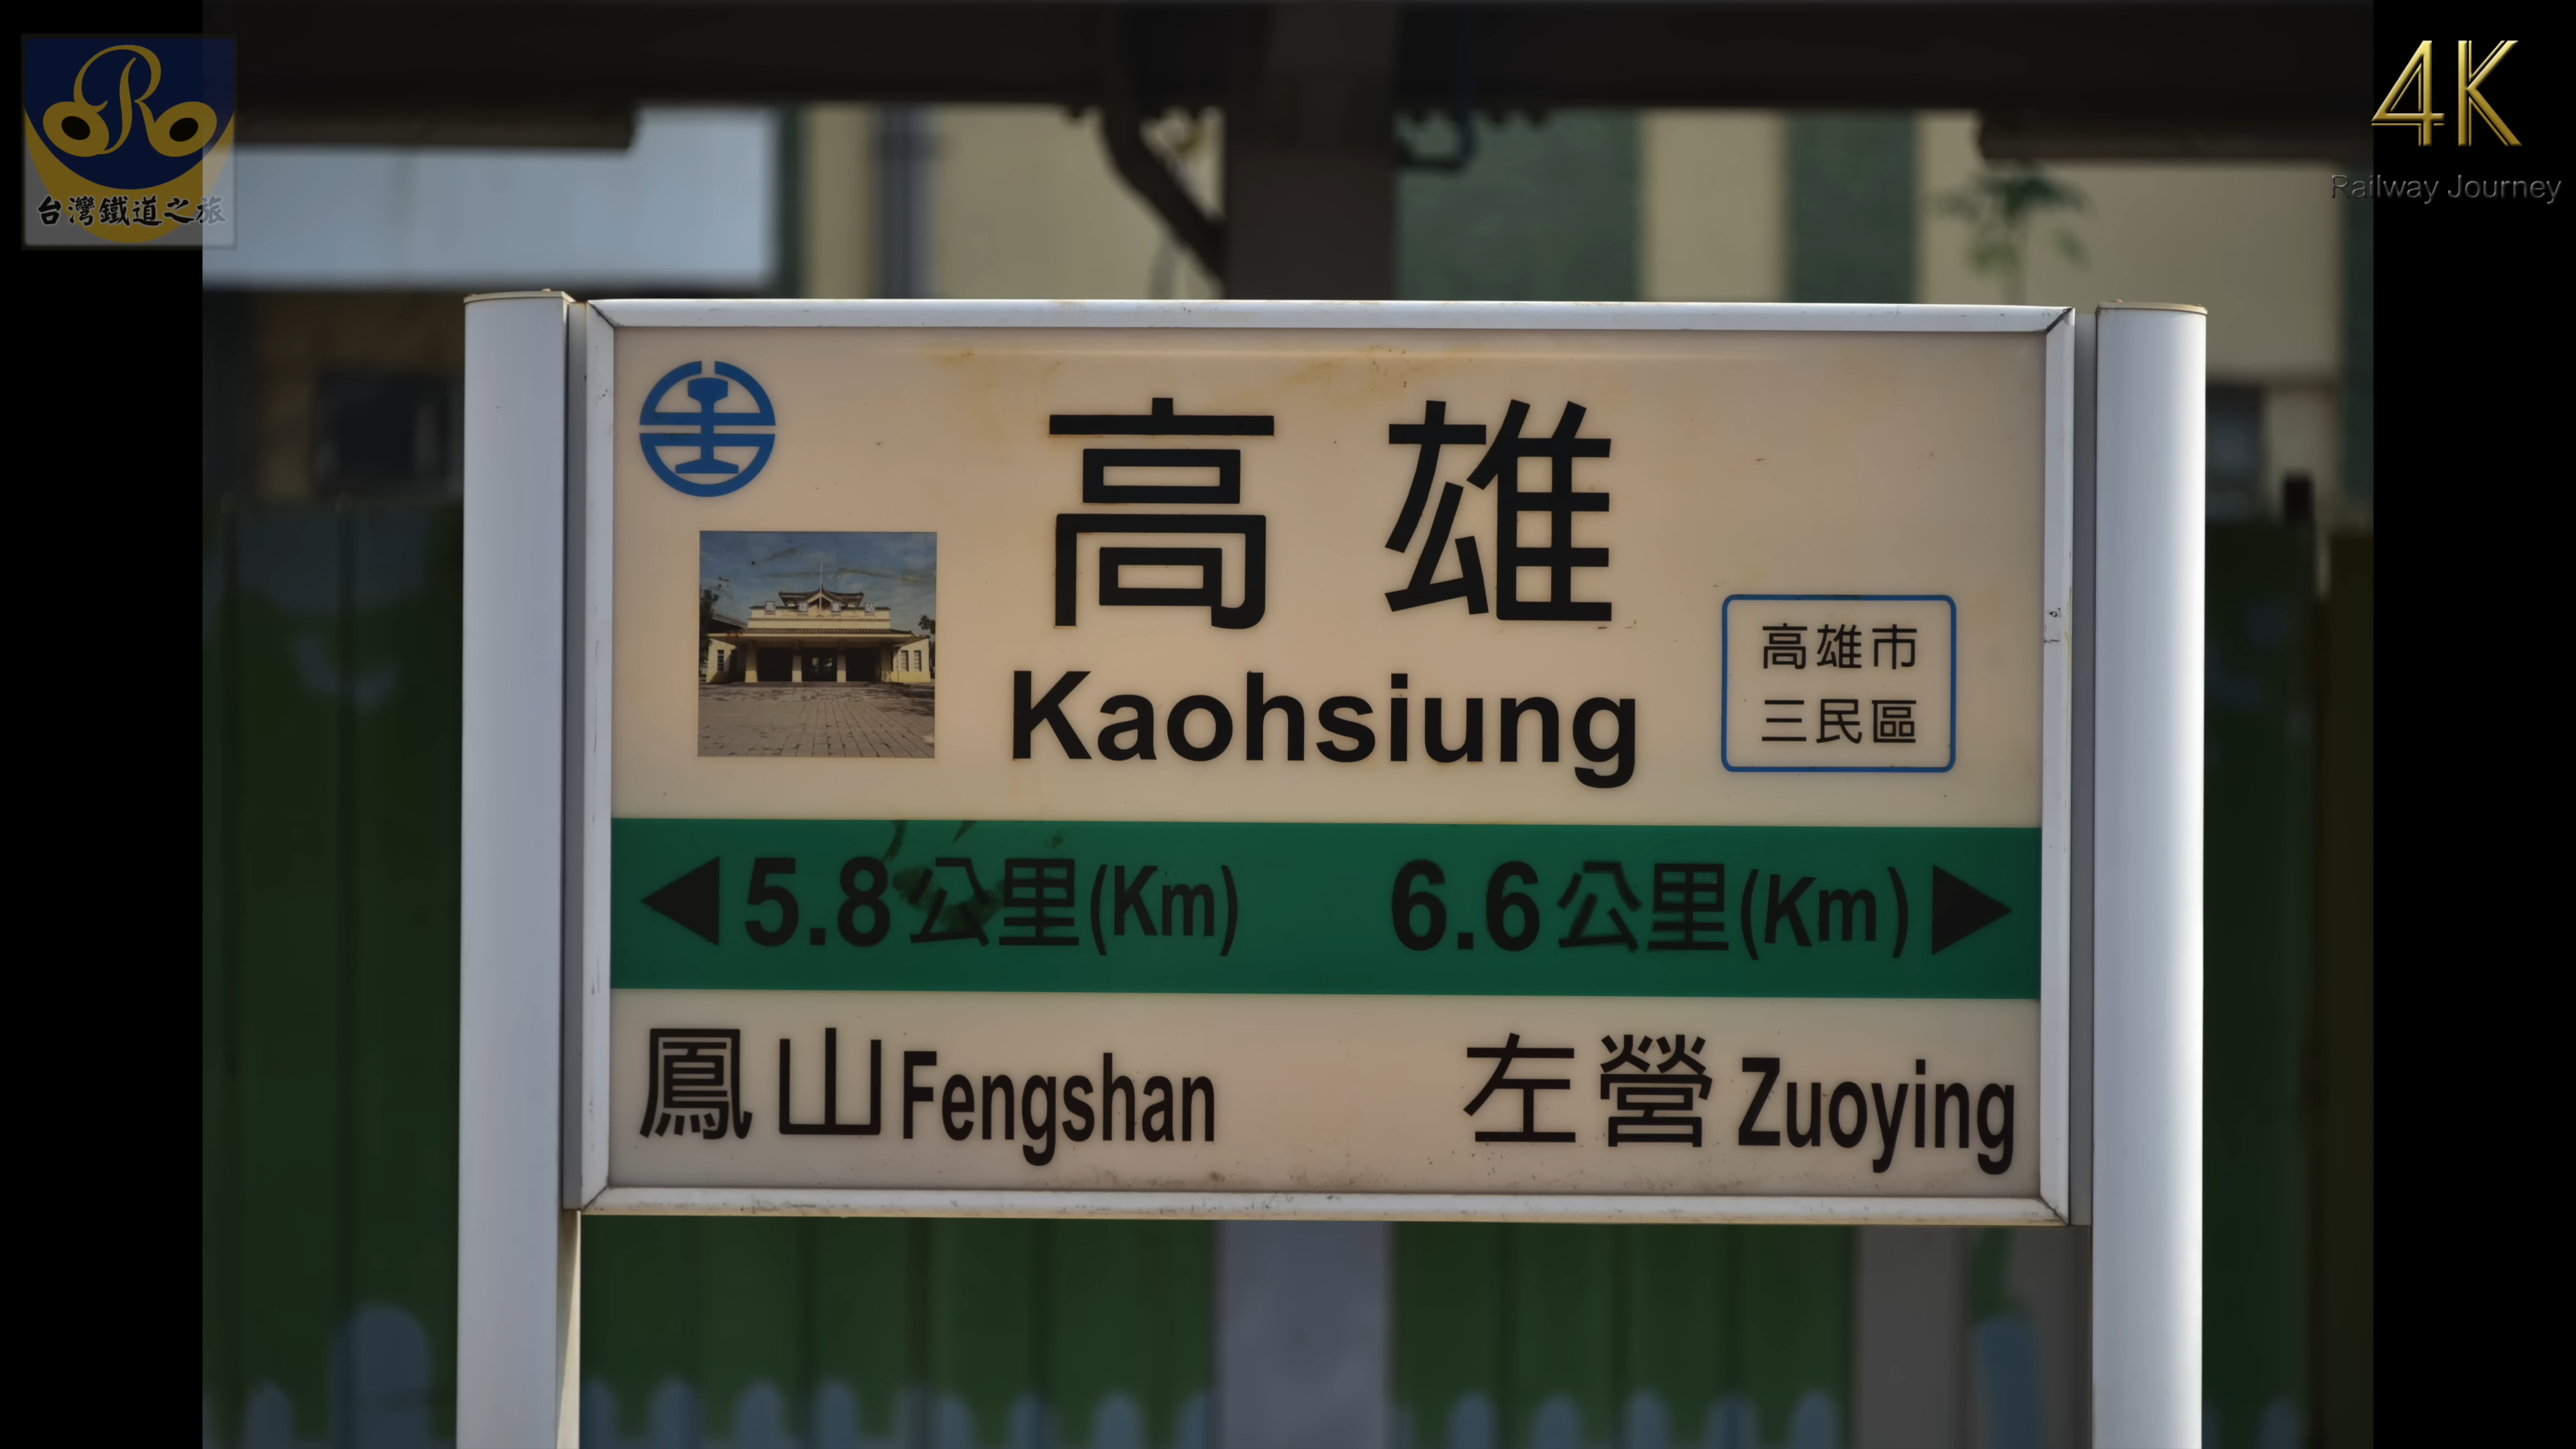 R
台灣鐵道之旅
4K
Railway Journey
高雄
Kaohsiung
高雄市
三民區
5.8公里(Km)
6.6公里(Km)
鳳山Fengshan
左營Zuoying